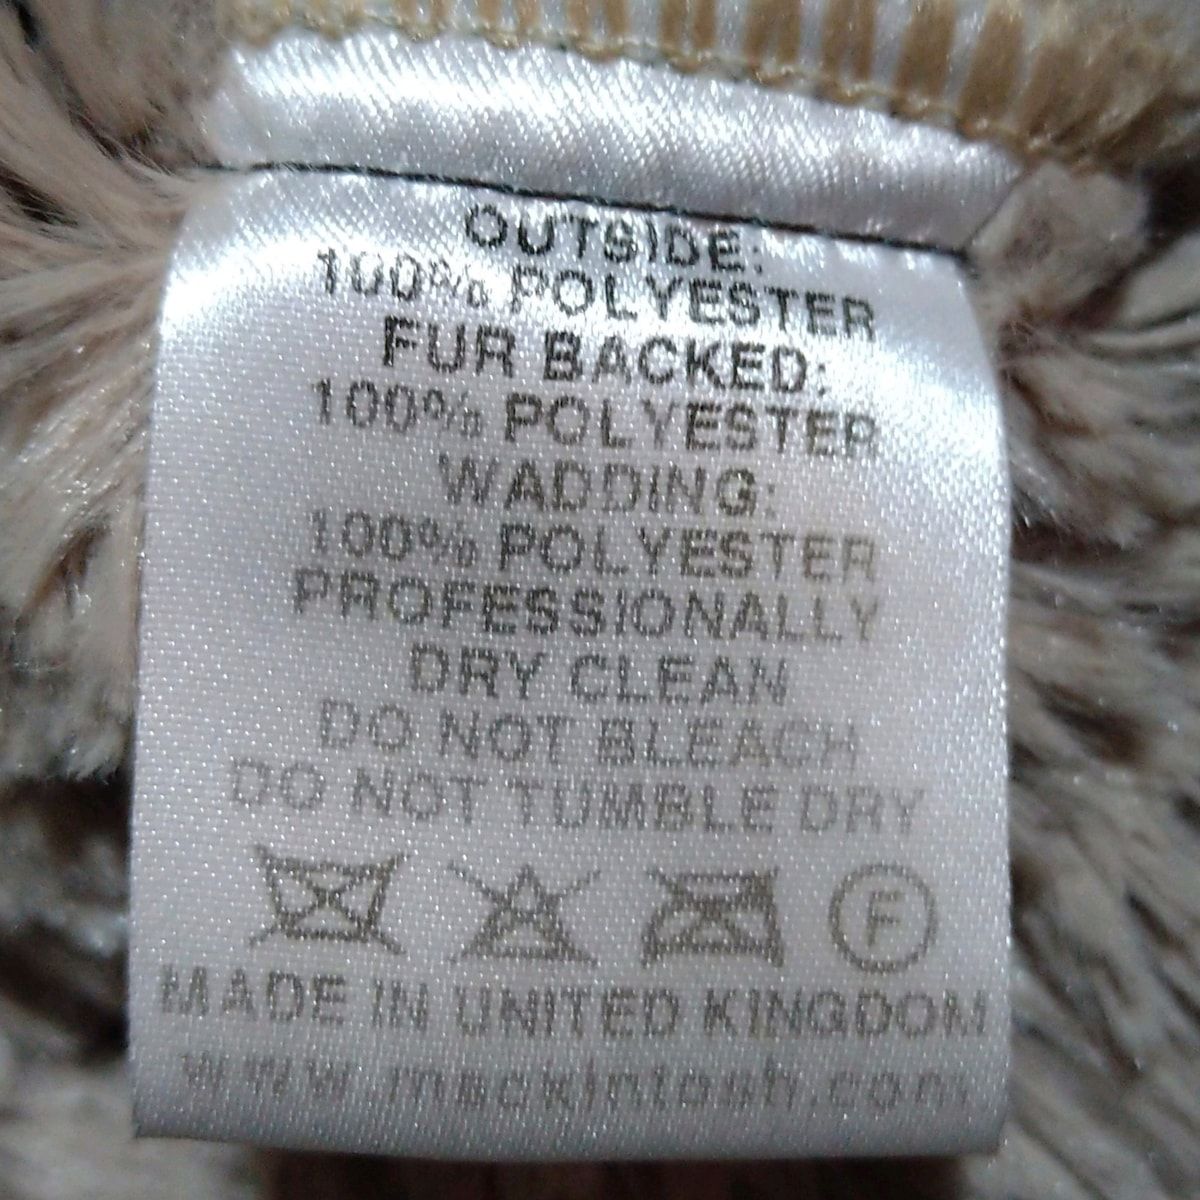 OUTSIDE:
100% POLYESTER
FUR BACKED:
100% POLYESTER
WADDING:
100% POLYESTER
PROFESSIONALLY
DRY CLEAN
DO NOT BLEACH
DO NOT TUMBLE DRY
F
MADE IN UNITED KINGDOM
www.mackintosh.com